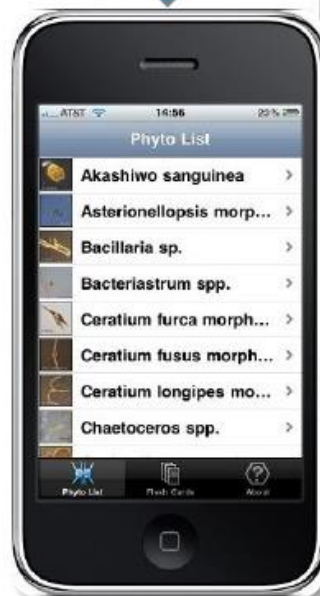 AT&T 14:56 29%
Phyto List
Akashiwo sanguinea
Asterionellopsis morp...
Bacillaria sp.
Bacteriastrum spp.
Ceratium furca morph...
Ceratium fusus morph...
Ceratium longipes mo...
Chaetoceros spp.
Phyto List Flash Cards About